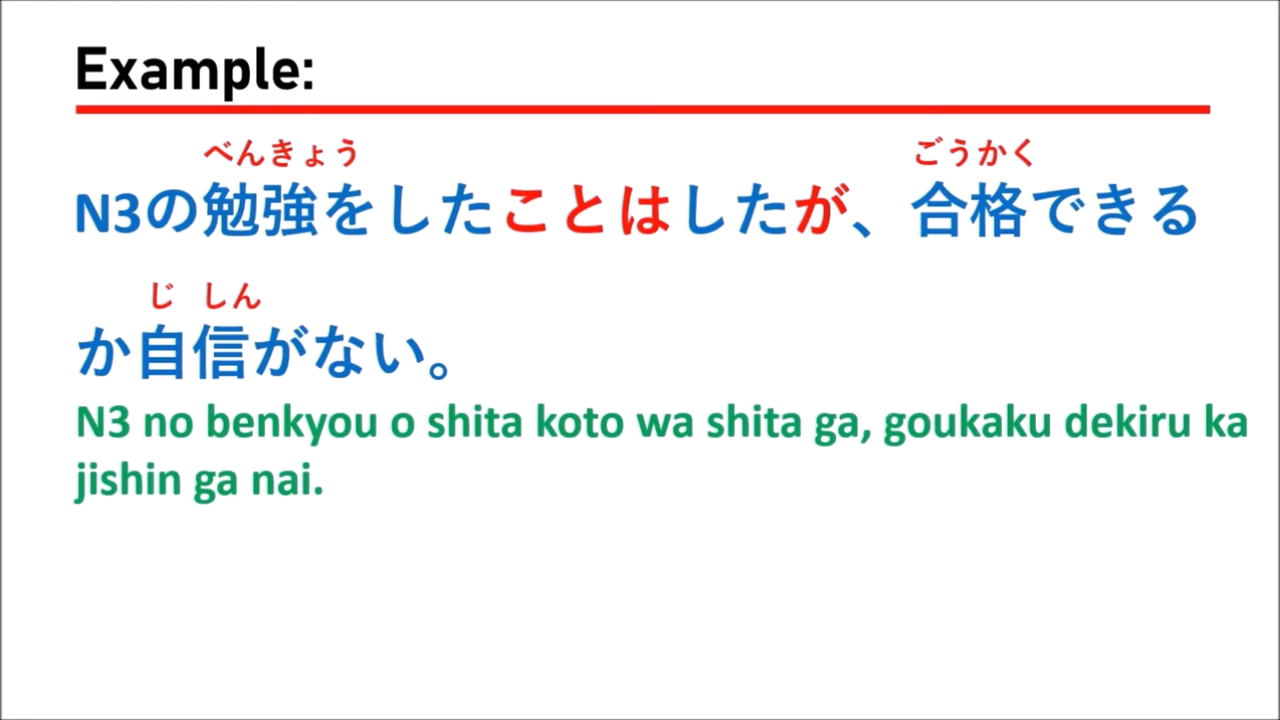 Example:
べんきょう ごうかく
N3の勉強をしたことはしたが、合格できる
じ しん
か自信がない。
N3 no benkyou o shita koto wa shita ga, goukaku dekiru ka
jishin ga nai.